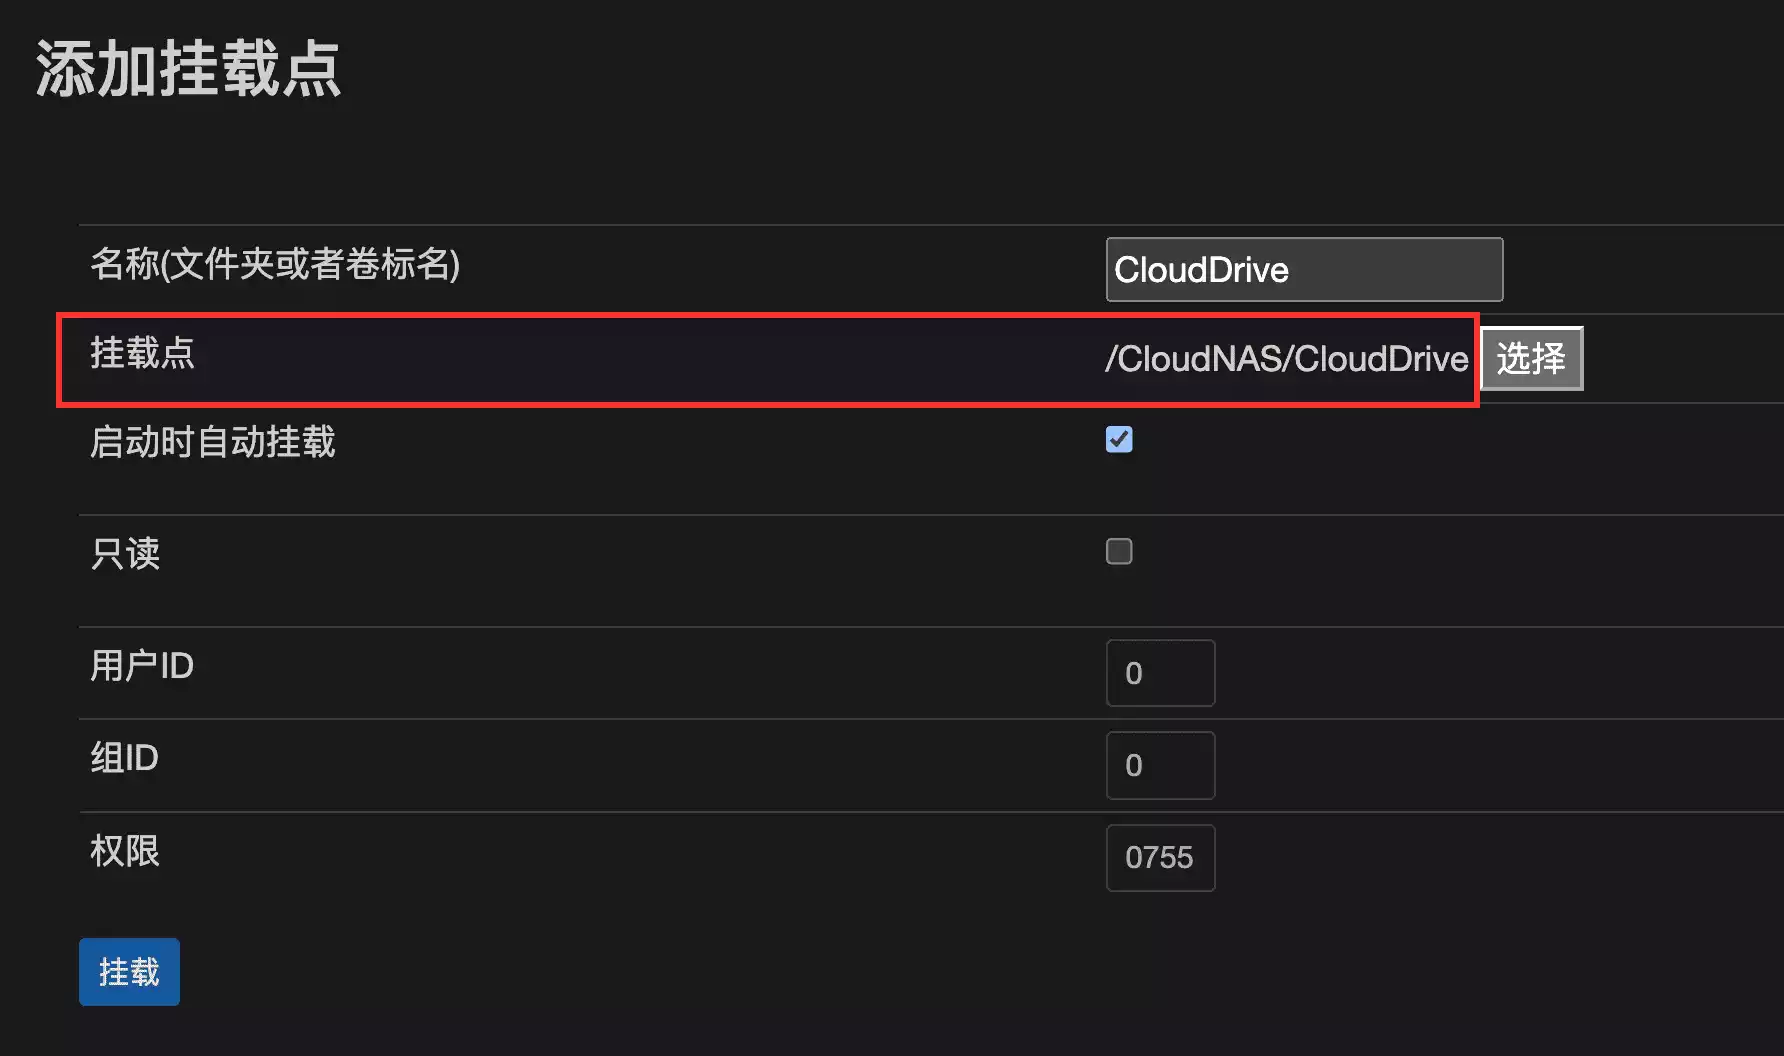 添加挂载点
名称(文件夹或者卷标名) CloudDrive
挂载点 /CloudNAS/CloudDrive 选择
启动时自动挂载
只读
用户ID 0
组ID 0
权限 0755
挂载